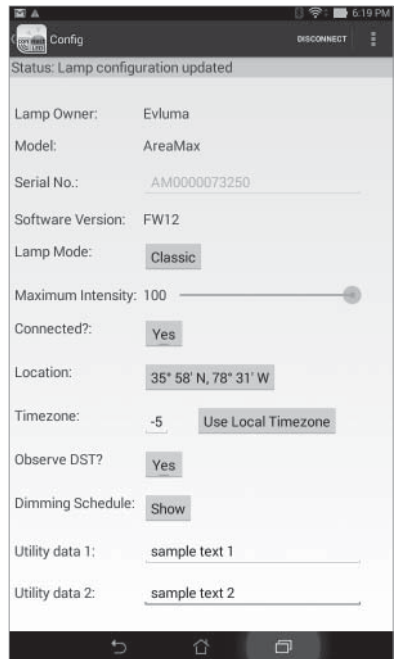 6:19 PM
Config DISCONNECT
Status: Lamp configuration updated
Lamp Owner: Evluma
Model: AreaMax
Serial No.: AM0000073250
Software Version: FW12
Lamp Mode: Classic
Maximum Intensity: 100
Connected?: Yes
Location: 35° 58' N, 78° 31' W
Timezone: -5 Use Local Timezone
Observe DST? Yes
Dimming Schedule: Show
Utility data 1: sample text 1
Utility data 2: sample text 2